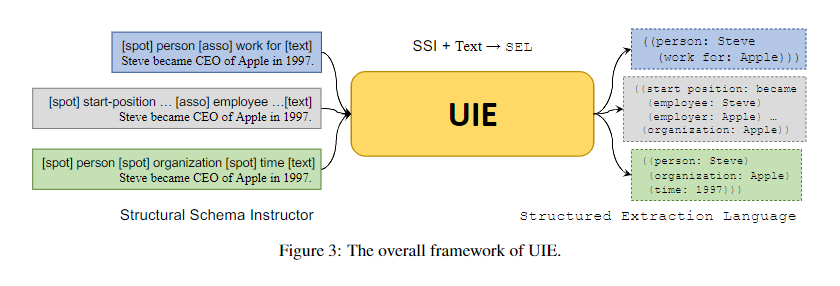 [spot] person [asso] work for [text]
Steve became CEO of Apple in 1997.
[spot] start-position ... [asso] employee ...[text]
Steve became CEO of Apple in 1997.
[spot] person [spot] organization [spot] time [text]
Steve became CEO of Apple in 1997.
Structural Schema Instructor
SSI + Text → SEL
UIE
((person: Steve
(work for: Apple)))
((start position: became
(employee: Steve)
(employer: Apple) ...
(organization: Apple))
((person: Steve)
(organization: Apple)
(time: 1997)))
Structured Extraction Language
Figure 3: The overall framework of UIE.